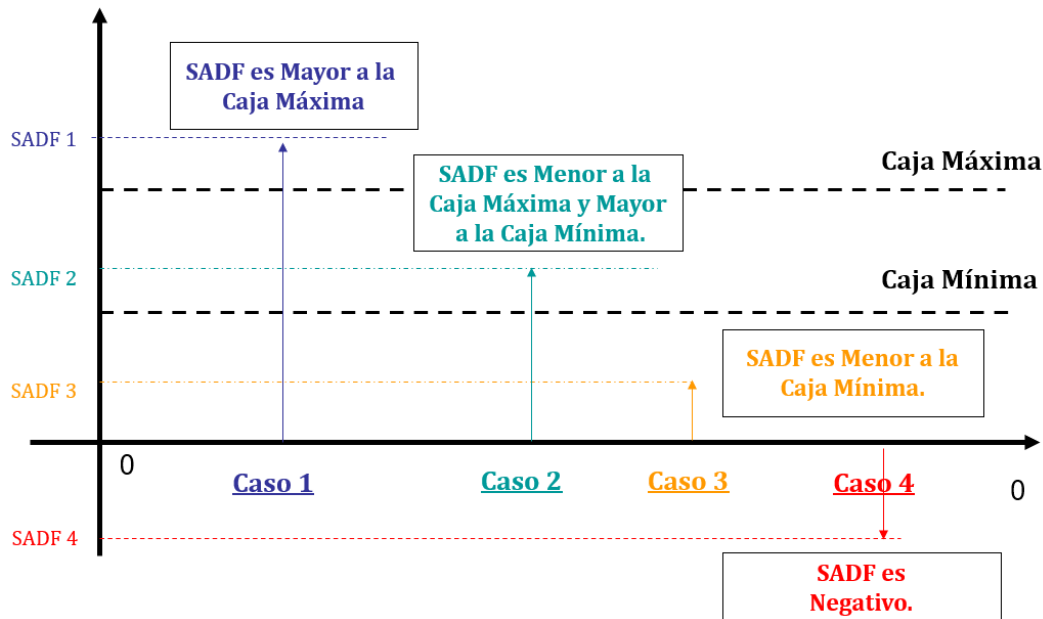 SADF es Mayor a la
Caja Máxima
SADF 1
SADF es Menor a la
Caja Máxima y Mayor
a la Caja Mínima.
Caja Máxima
SADF 2
Caja Mínima
SADF es Menor a la
Caja Mínima.
SADF 3
0
Caso 1
Caso 2
Caso 3
Caso 4
0
SADF 4
SADF es
Negativo.